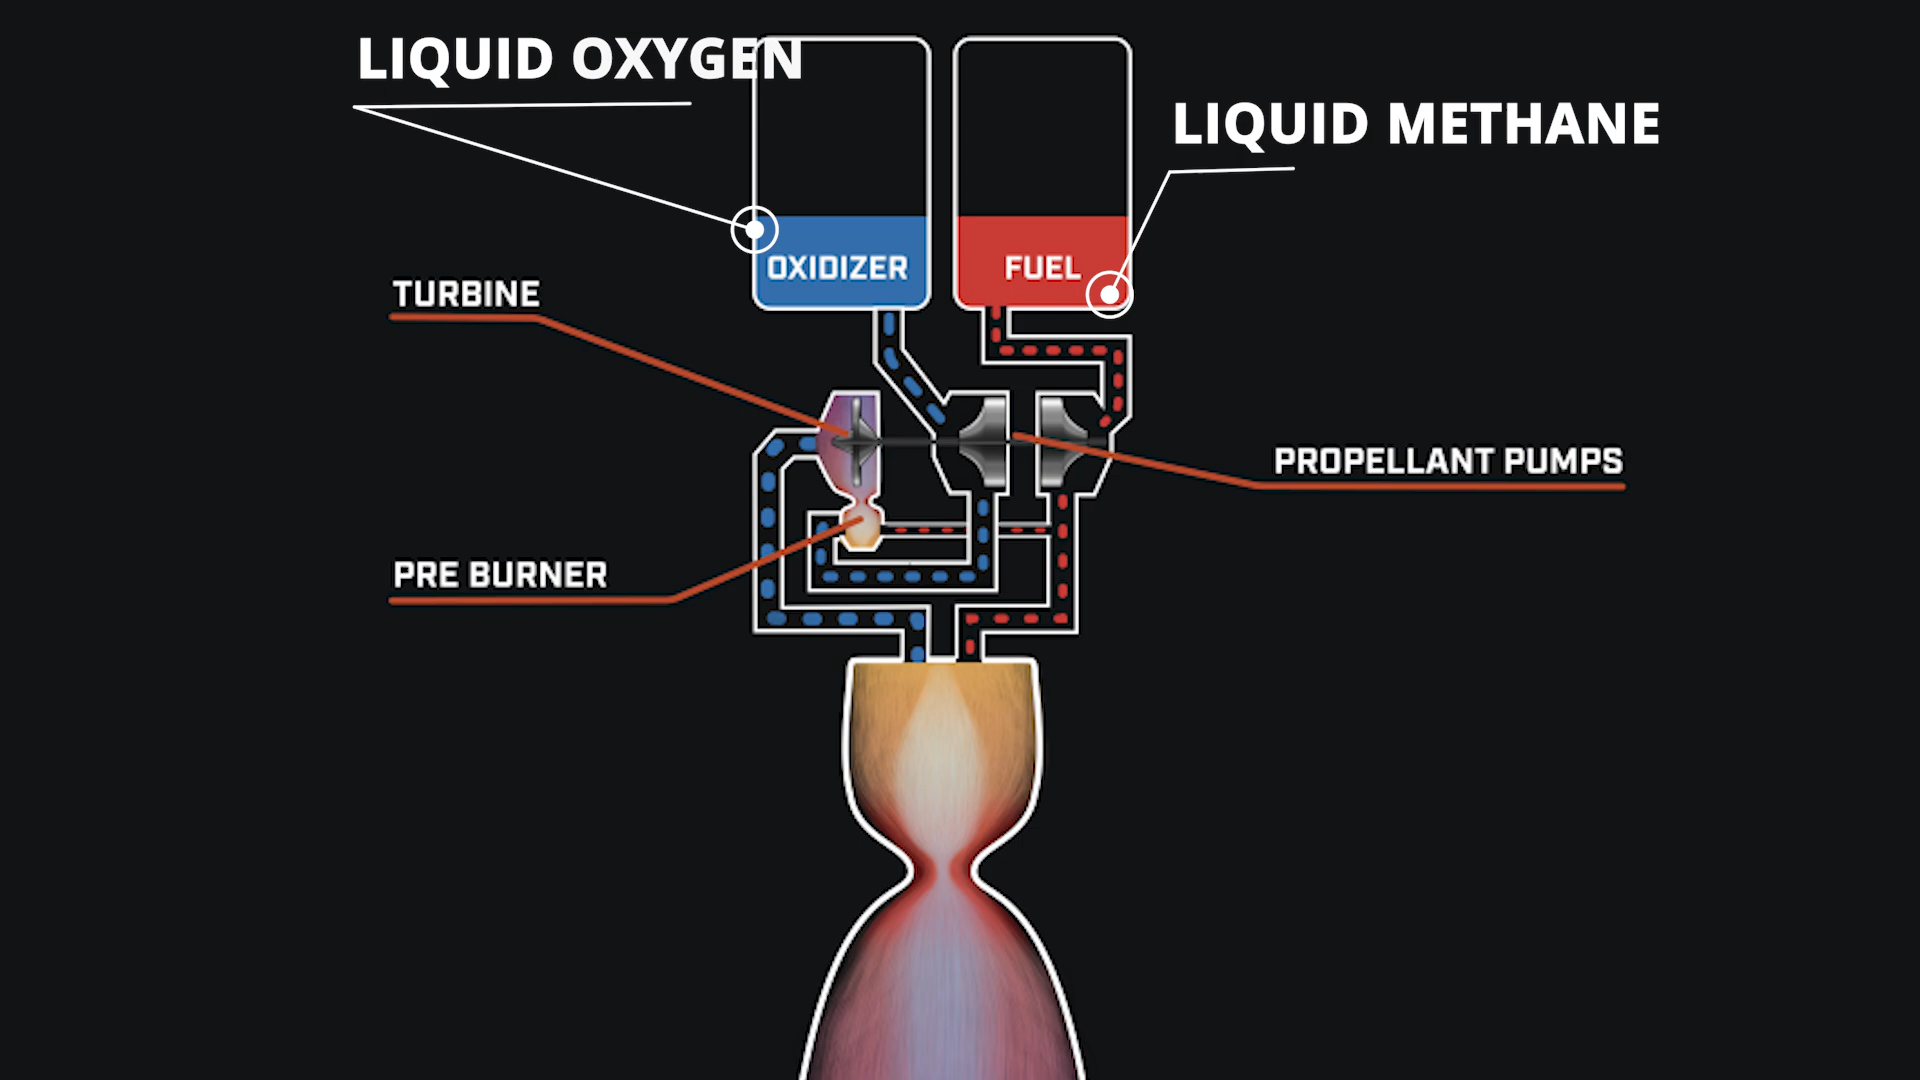 LIQUID OXYGEN
LIQUID METHANE
OXIDIZER
FUEL
TURBINE
PROPELLANT PUMPS
PRE BURNER